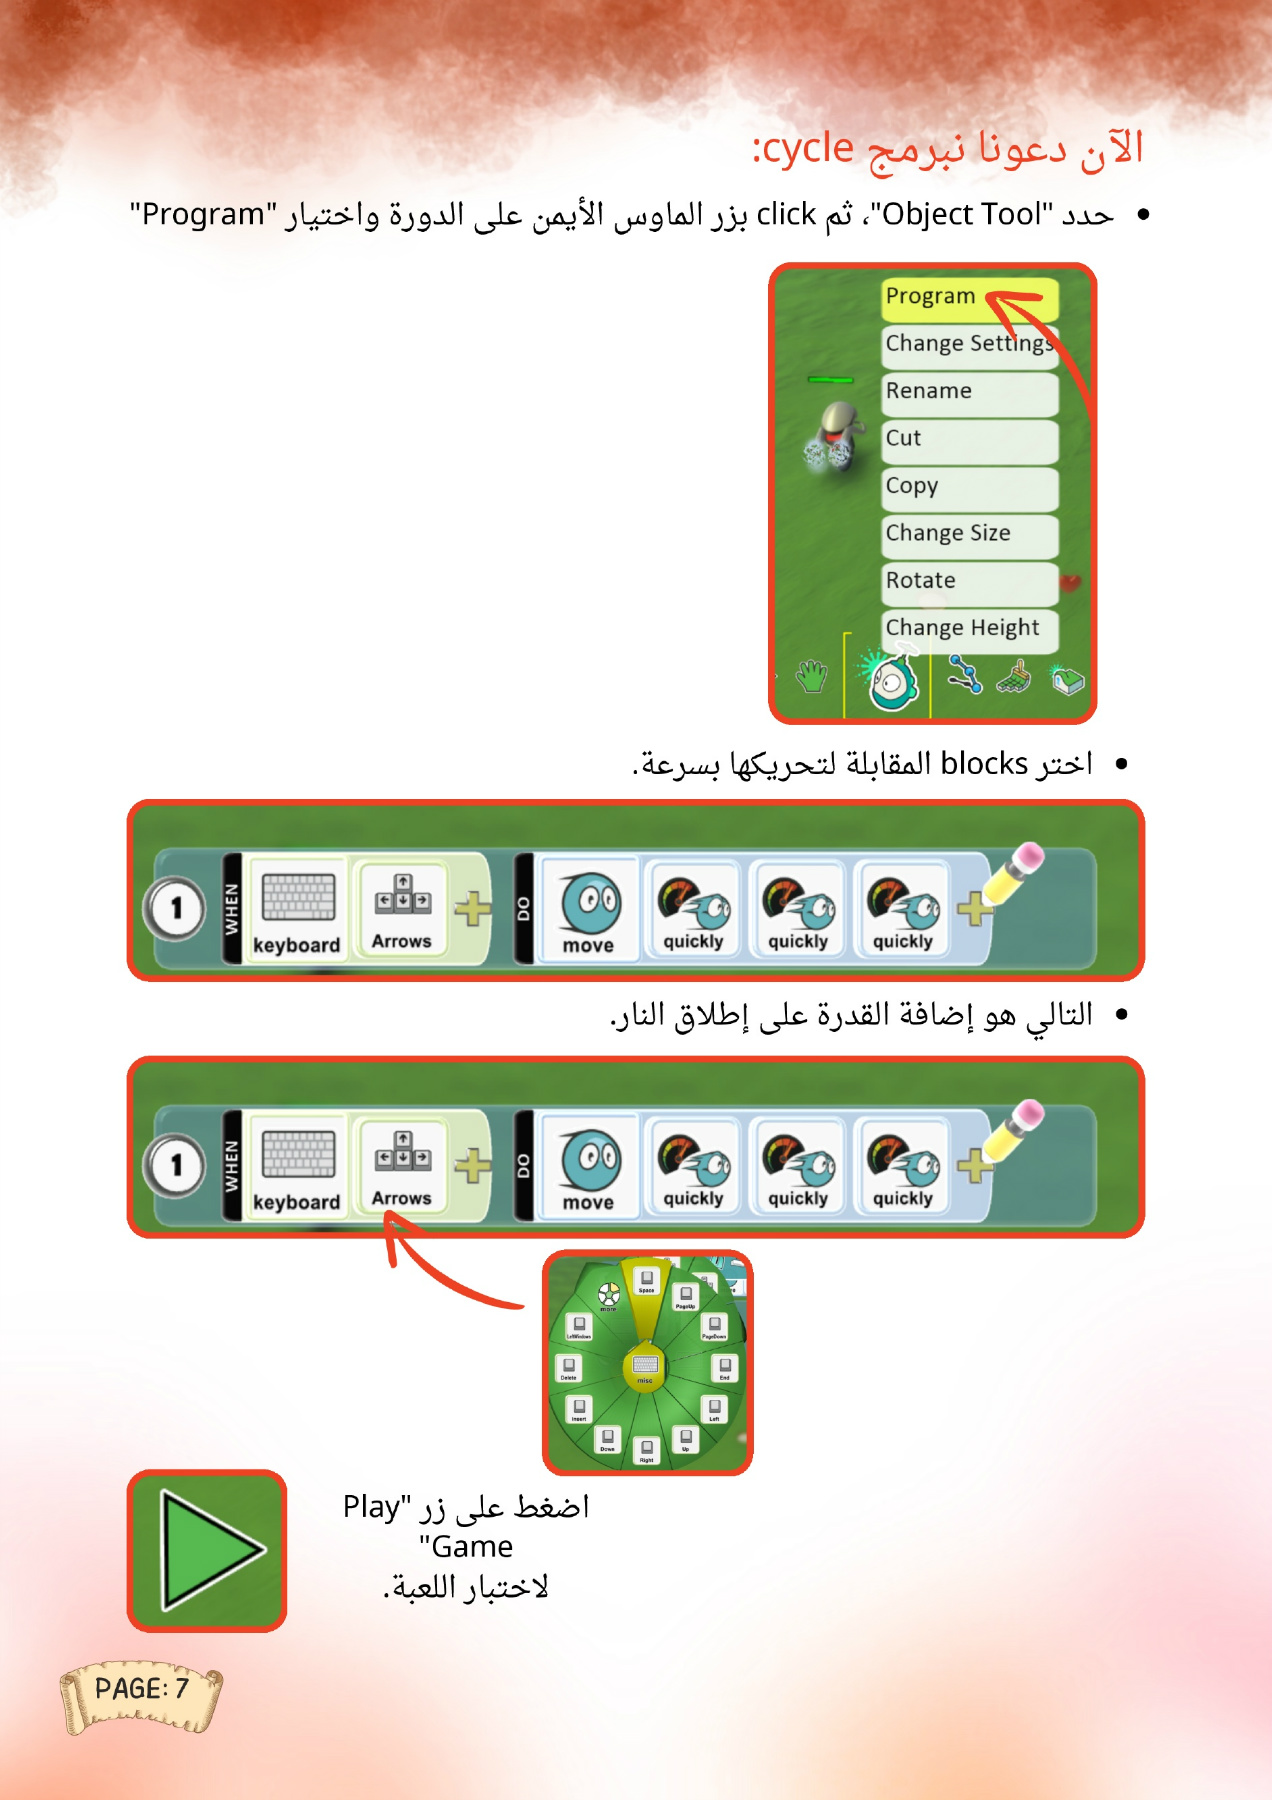 الآن دعونا نبرمج cycle:
حدد "Object Tool"، ثم click بزر الماوس الأيمن على الدورة واختيار "Program"
Program
Change Settings
Rename
Cut
Copy
Change Size
Rotate
Change Height
اختر blocks المقابلة لتحريكها بسرعة.
1 WHEN keyboard Arrows DO move quickly quickly quickly
التالي هو إضافة القدرة على إطلاق النار.
1 WHEN keyboard Arrows DO move quickly quickly quickly
Space
more
PageUp
LeftWindows
PageDown
Delete
misc
End
Insert
Left
Down
Up
Right
اضغط على زر "Play
Game"
لاختبار اللعبة.
PAGE: 7